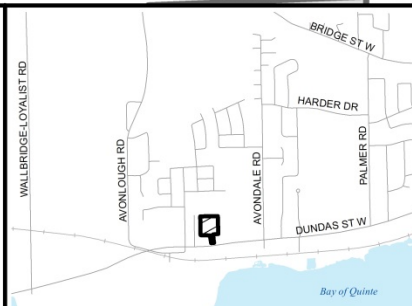 BRIDGE ST W
WALLBRIDGE-LOYALIST RD
HARDER DR
AVONLOUGH RD
AVONDALE RD
PALMER RD
DUNDAS ST W
Bay of Quinte